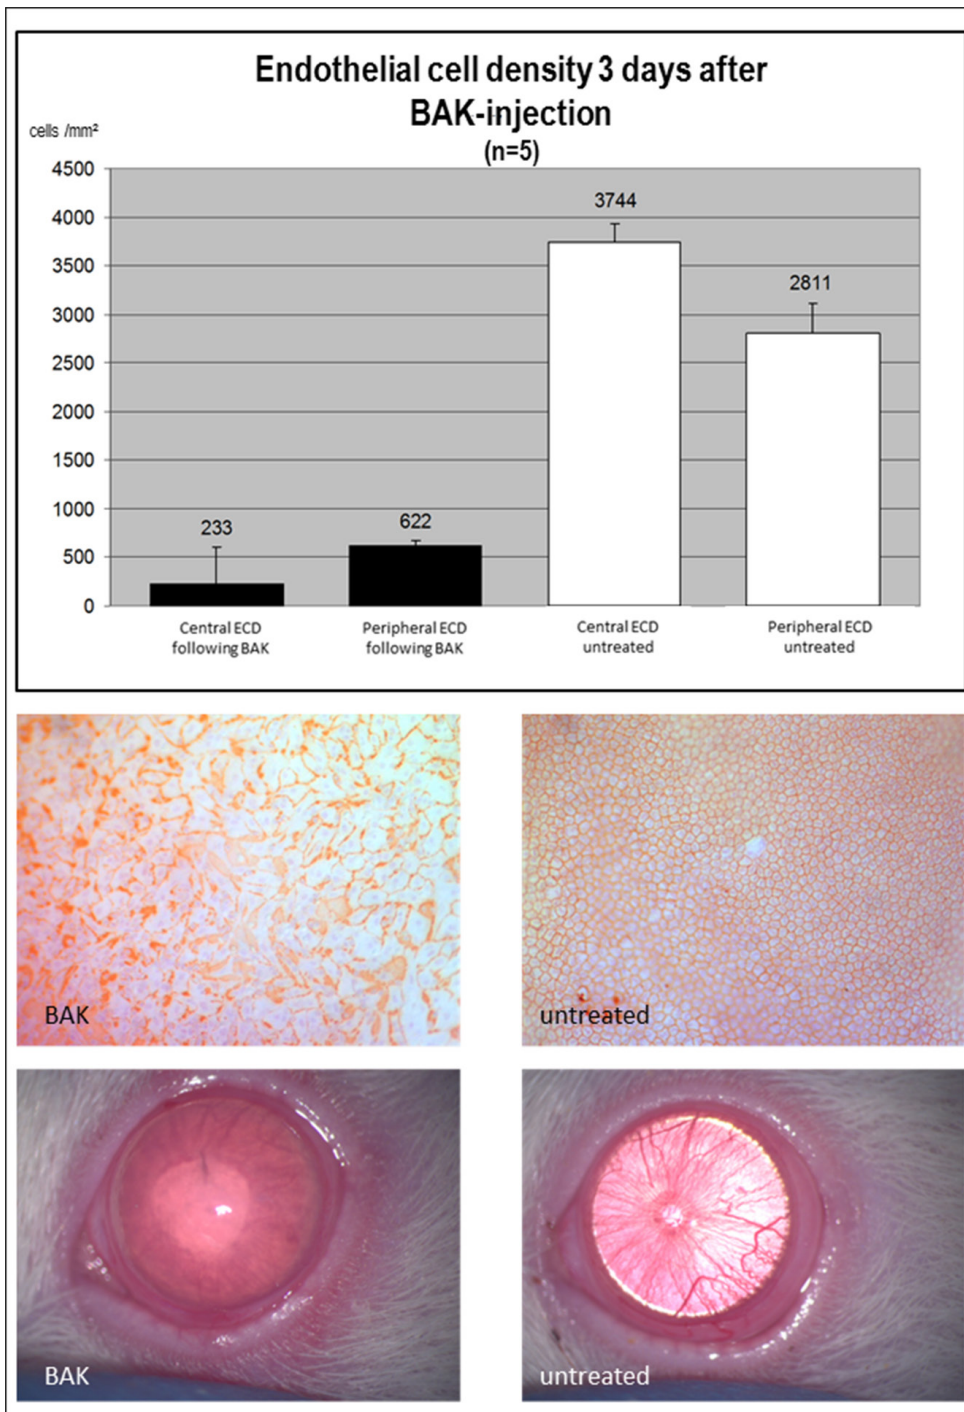 Endothelial cell density 3 days after
BAK-injection
(n=5)
cells /mm²
4500
4000
3500
3000
2500
2000
1500
1000
500
0
233
622
3744
2811
Central ECD
following BAK
Peripheral ECD
following BAK
Central ECD
untreated
Peripheral ECD
untreated
BAK
untreated
BAK
untreated